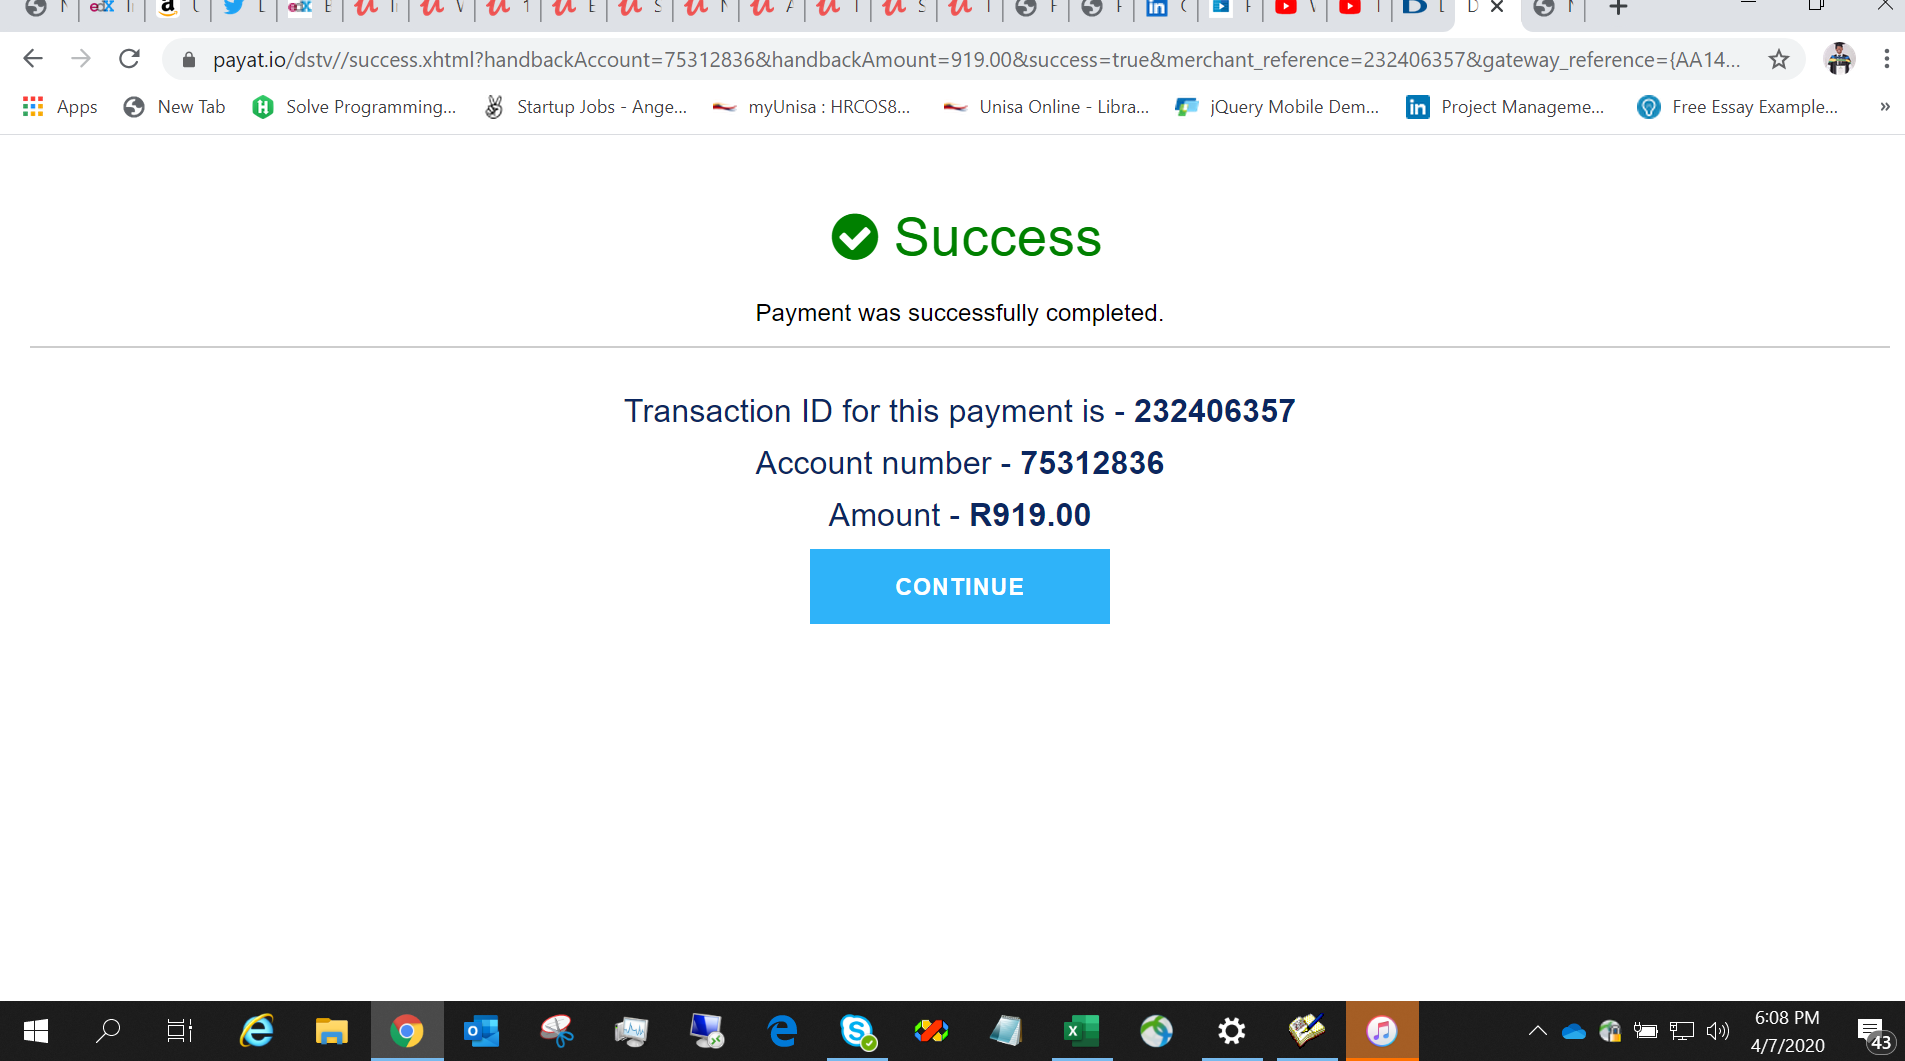 payat.io/dstv//success.xhtml?handbackAccount=75312836&handbackAmount=919.00&success=true&merchant_reference=232406357&gateway_reference={AA14...
Apps New Tab Solve Programming... Startup Jobs - Ange... myUnisa : HRCOS8... Unisa Online - Libra... jQuery Mobile Dem... Project Manageme... Free Essay Example... »
Success
Payment was successfully completed.
Transaction ID for this payment is - 232406357
Account number - 75312836
Amount - R919.00
CONTINUE
6:08 PM
4/7/2020
43